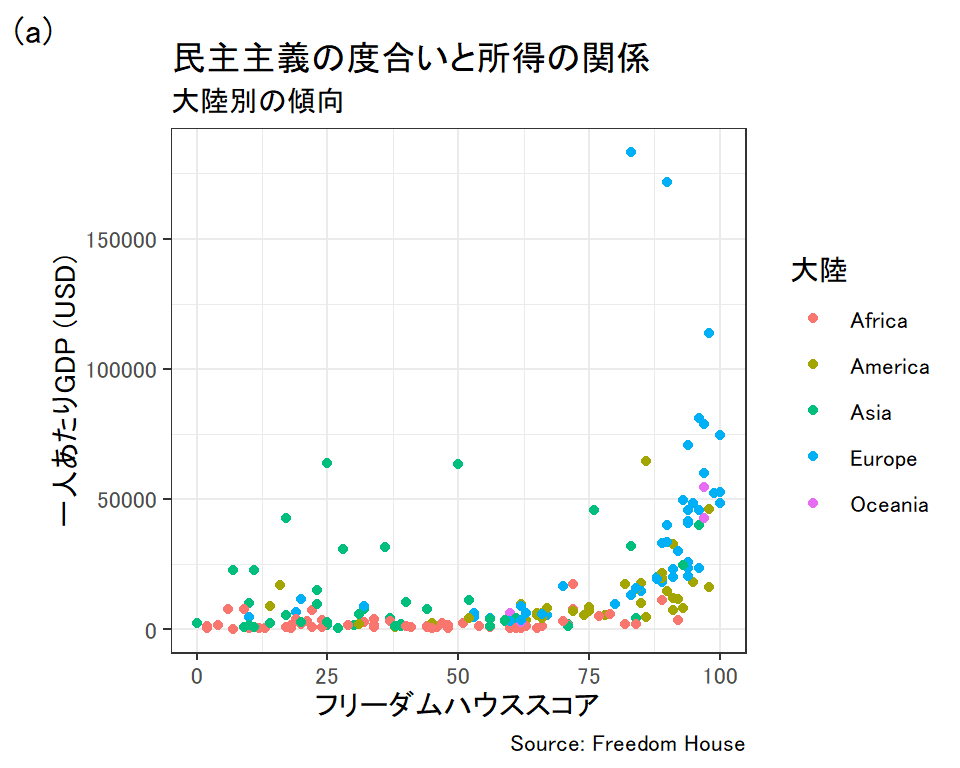 (a)
民主主義の度合いと所得の関係
大陸別の傾向
一人あたりGDP (USD)
150000
100000
50000
0
0 25 50 75 100
フリーダムハウススコア
大陸
Africa
America
Asia
Europe
Oceania
Source: Freedom House